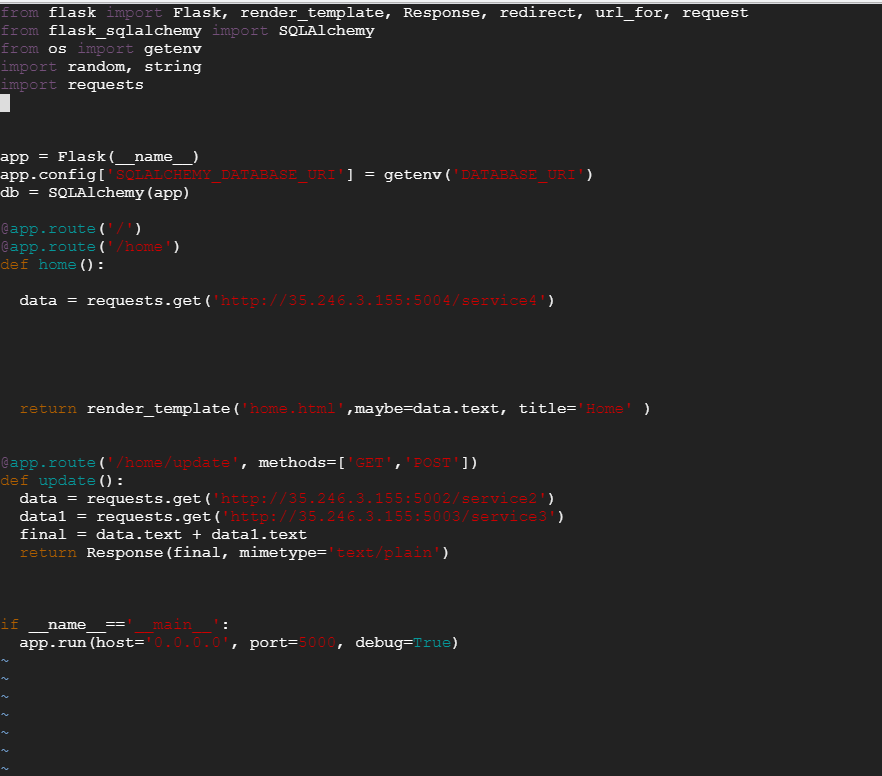 from flask import Flask, render_template, Response, redirect, url_for, request
from flask_sqlalchemy import SQLAlchemy
from os import getenv
import random, string
import requests
app = Flask(__name__)
app.config['SQLALCHEMY_DATABASE_URI'] = getenv('DATABASE_URI')
db = SQLAlchemy(app)
@app.route('/')
@app.route('/home')
def home():
  data = requests.get('http://35.246.3.155:5004/service4')
  return render_template('home.html',maybe=data.text, title='Home' )
@app.route('/home/update', methods=['GET','POST'])
def update():
  data = requests.get('http://35.246.3.155:5002/service2')
  data1 = requests.get('http://35.246.3.155:5003/service3')
  final = data.text + data1.text
  return Response(final, mimetype='text/plain')
if __name__=='__main__':
  app.run(host='0.0.0.0', port=5000, debug=True)
~
~
~
~
~
~
~